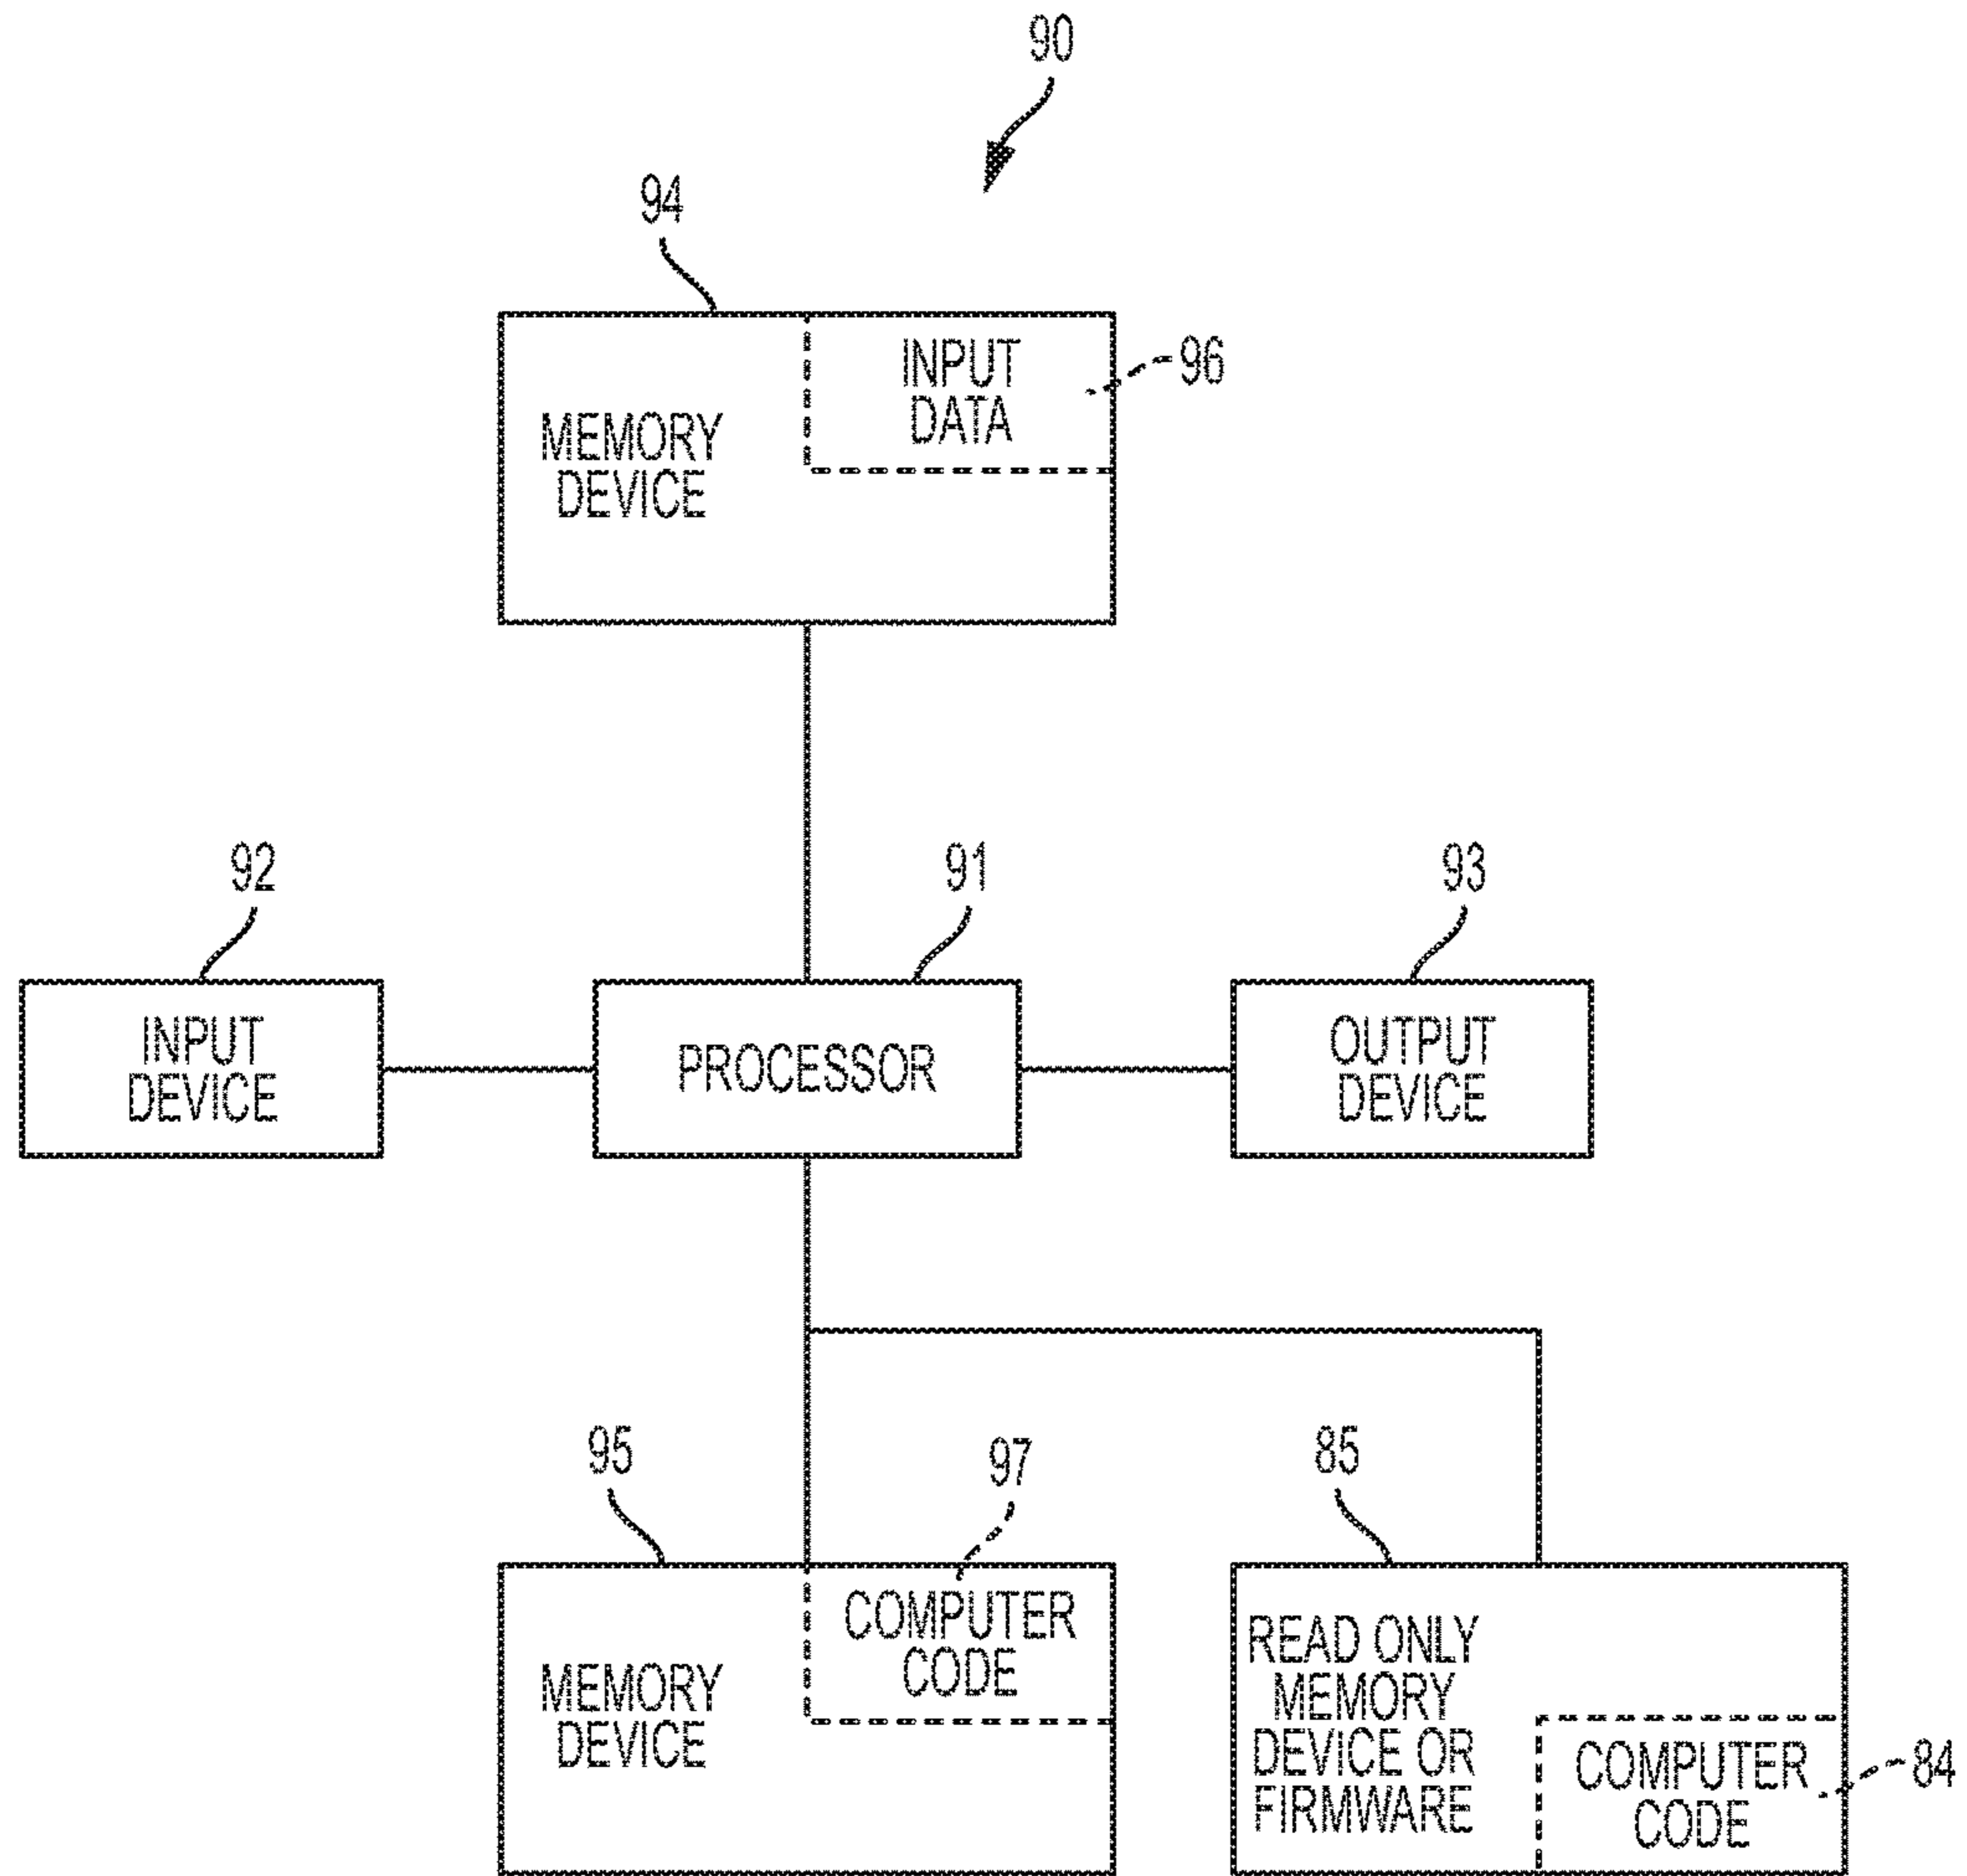 90
94
INPUT
DATA
96
MEMORY
DEVICE
92
91
93
INPUT
DEVICE
PROCESSOR
OUTPUT
DEVICE
95
97
85
COMPUTER
CODE
MEMORY
DEVICE
READ ONLY
MEMORY
DEVICE OR
FIRMWARE
COMPUTER
CODE
84